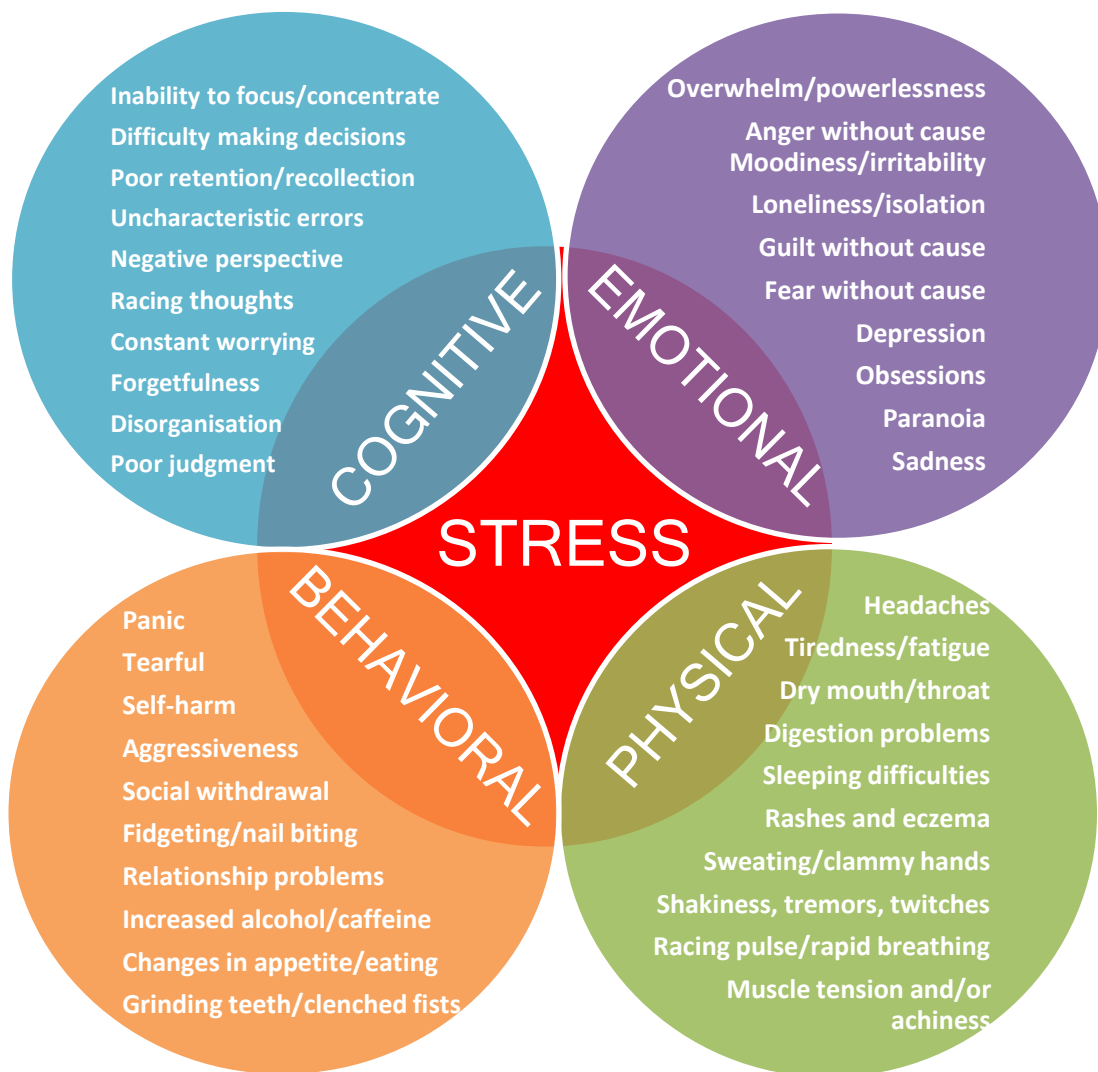 Inability to focus/concentrate
Difficulty making decisions
Poor retention/recollection
Uncharacteristic errors
Negative perspective
Racing thoughts
Constant worrying
Forgetfulness
Disorganisation
Poor judgment
COGNITIVE
Overwhelm/powerlessness
Anger without cause
Moodiness/irritability
Loneliness/isolation
Guilt without cause
Fear without cause
Depression
Obsessions
Paranoia
Sadness
EMOTIONAL
STRESS
Panic
Tearful
Self-harm
Aggressiveness
Social withdrawal
Fidgeting/nail biting
Relationship problems
Increased alcohol/caffeine
Changes in appetite/eating
Grinding teeth/clenched fists
BEHAVIORAL
Headaches
Tiredness/fatigue
Dry mouth/throat
Digestion problems
Sleeping difficulties
Rashes and eczema
Sweating/clammy hands
Shakiness, tremors, twitches
Racing pulse/rapid breathing
Muscle tension and/or
achiness
PHYSICAL